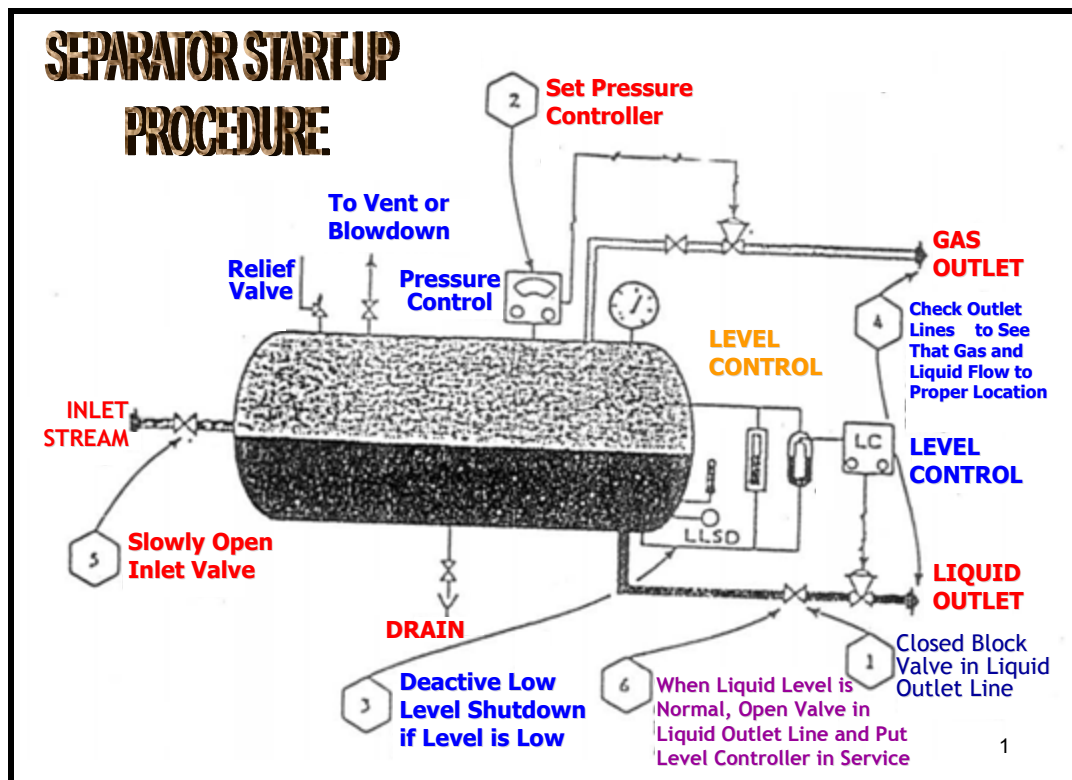 SEPARATOR START-UP
PROCEDURE
2
Set Pressure
Controller
To Vent or
Blowdown
Relief
Valve
Pressure
Control
GAS
OUTLET
4
Check Outlet
Lines to See
That Gas and
Liquid Flow to
Proper Location
LEVEL
CONTROL
INLET
STREAM
LC
LEVEL
CONTROL
LLSD
5
Slowly Open
Inlet Valve
DRAIN
LIQUID
OUTLET
1
Closed Block
Valve in Liquid
Outlet Line
3
Deactive Low
Level Shutdown
if Level is Low
6
When Liquid Level is
Normal, Open Valve in
Liquid Outlet Line and Put
Level Controller in Service
1